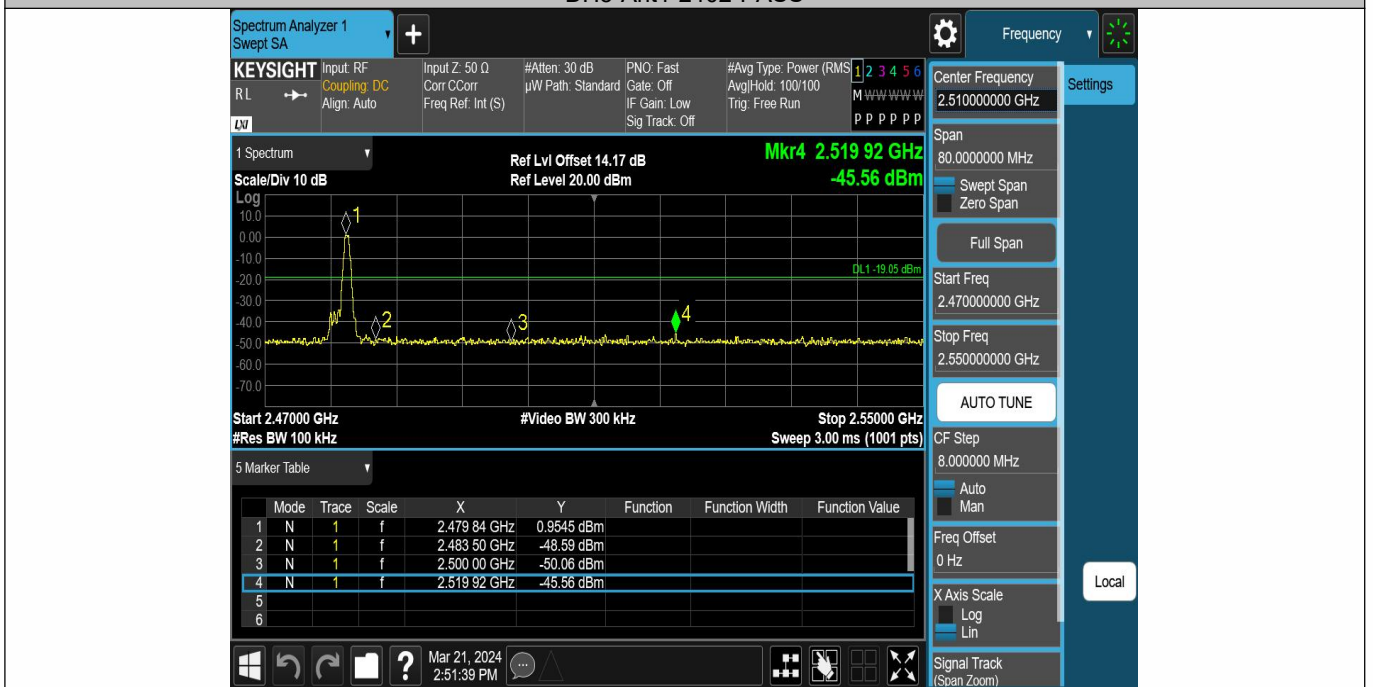 Spectrum Analyzer 1
Swept SA
+
Frequency
KEYSIGHT Input: RF Input Z: 50 Ω #Atten: 30 dB PNO: Fast #Avg Type: Power (RMS 1 2 3 4 5 6
RL Coupling: DC Corr CCorr µW Path: Standard Gate: Off Avg|Hold: 100/100 M W W W W W
Align: Auto Freq Ref: Int (S) IF Gain: Low Trig: Free Run
LXI Sig Track: Off P P P P P P
1 Spectrum
Ref Lvl Offset 14.17 dB Mkr4 2.519 92 GHz
Scale/Div 10 dB Ref Level 20.00 dBm -45.56 dBm
Log
10.0
0.00
-10.0
-20.0
-30.0
-40.0
-50.0
-60.0
-70.0
1
2
3
4
DL1 -19.05 dBm
Start 2.47000 GHz #Video BW 300 kHz Stop 2.55000 GHz
#Res BW 100 kHz Sweep 3.00 ms (1001 pts)
5 Marker Table
Mode Trace Scale X Y Function Function Width Function Value
1 N 1 f 2.479 84 GHz 0.9545 dBm
2 N 1 f 2.483 50 GHz -48.59 dBm
3 N 1 f 2.500 00 GHz -50.06 dBm
4 N 1 f 2.519 92 GHz -45.56 dBm
5
6
?
Mar 21, 2024
2:51:39 PM
Center Frequency
2.510000000 GHz
Settings
Span
80.0000000 MHz
Swept Span
Zero Span
Full Span
Start Freq
2.470000000 GHz
Stop Freq
2.550000000 GHz
AUTO TUNE
CF Step
8.000000 MHz
Auto
Man
Freq Offset
0 Hz
X Axis Scale
Log
Lin
Local
Signal Track
(Span Zoom)